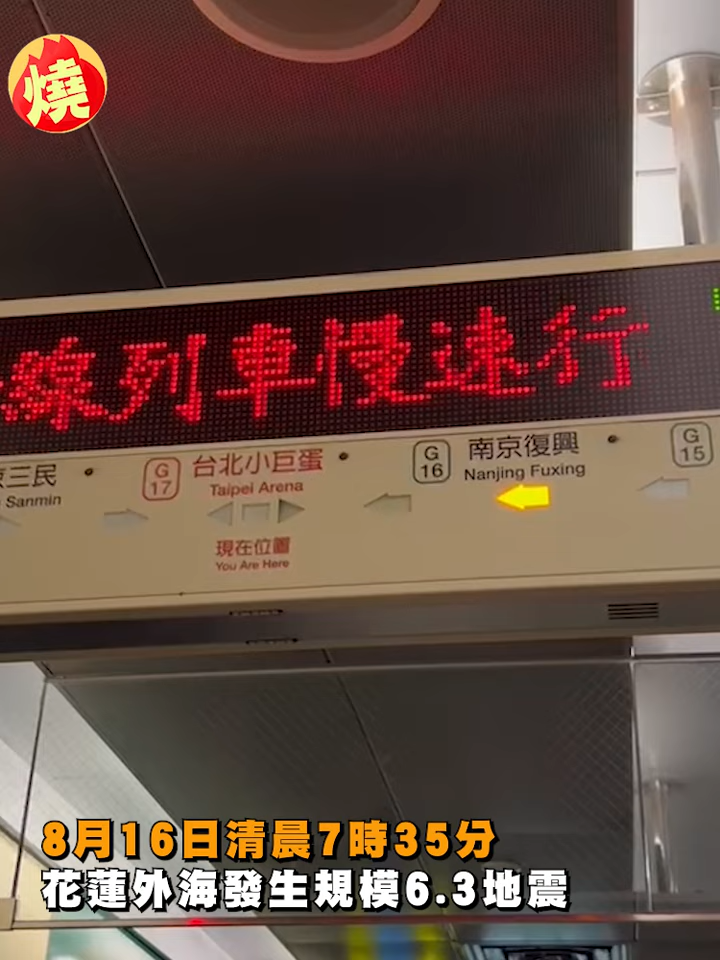 燒
線列車慢速行
三民
Sanmin
G
17
台北小巨蛋
Taipei Arena
現在位置
You Are Here
G
16
南京復興
Nanjing Fuxing
G
15
8月16日清晨7時35分
花蓮外海發生規模6.3地震